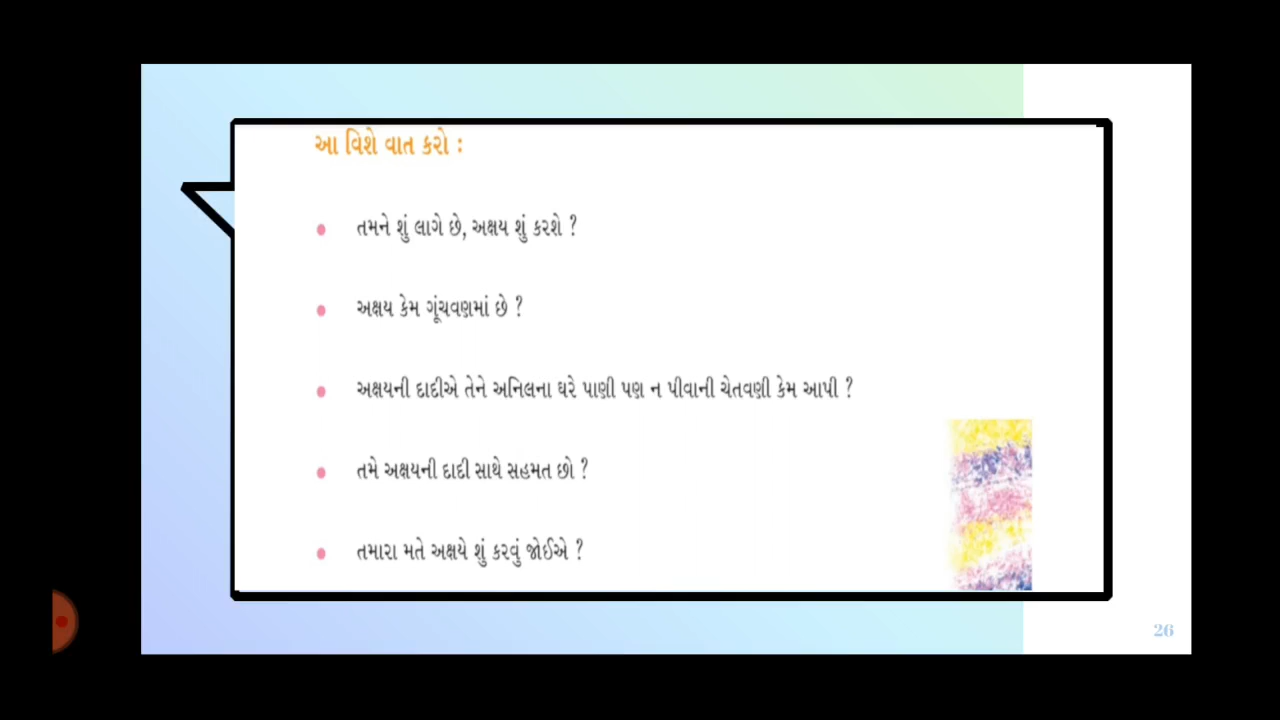 આ વિશે વાત કરો :
તમને શું લાગે છે, અક્ષય શું કરશે ?
અક્ષય કેમ ગૂંચવણમાં છે ?
અક્ષયની દાદીએ તેને અનિલના ઘરે પાણી પણ ન પીવાની ચેતવણી કેમ આપી ?
તમે અક્ષયની દાદી સાથે સહમત છો ?
તમારા મતે અક્ષયે શું કરવું જોઈએ ?
26